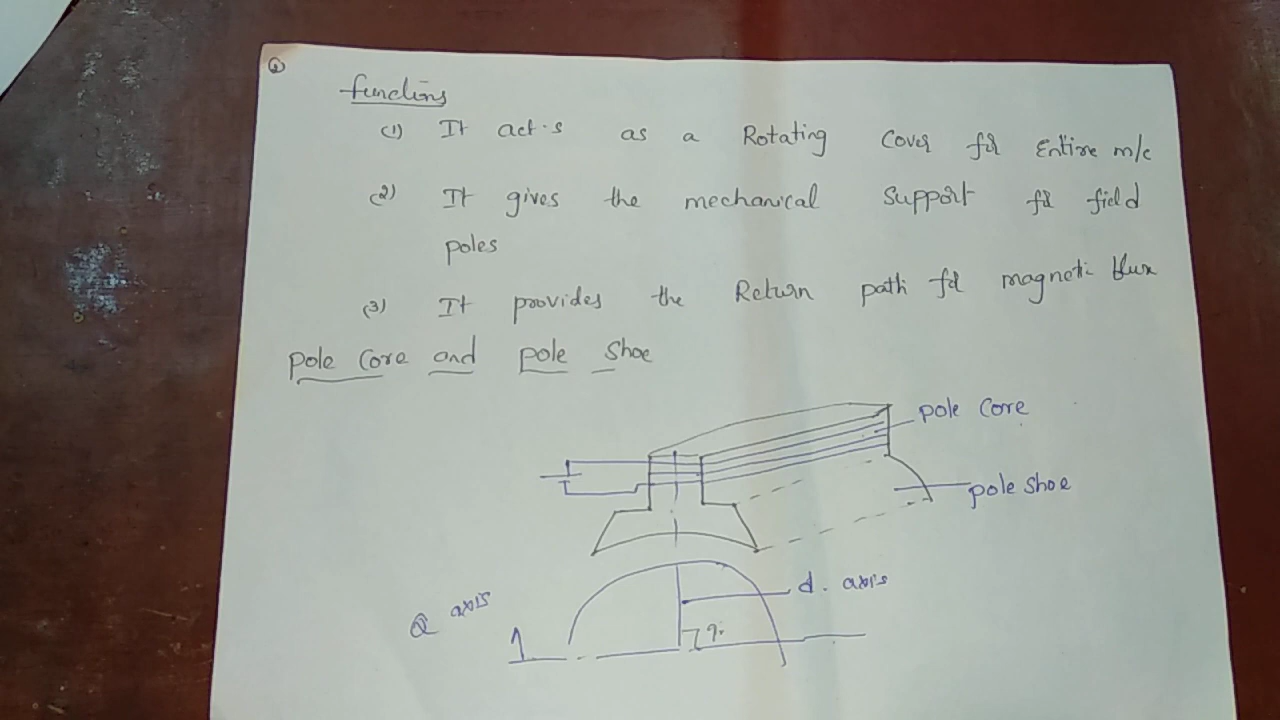 functions
(1) It acts as a Rotating Cover for Entire m/c
(2) It gives the mechanical Support for field
poles
(3) It provides the Return path for magnetic flux
pole Core and pole Shoe
pole Core
pole shoe
d. axis
Q axis